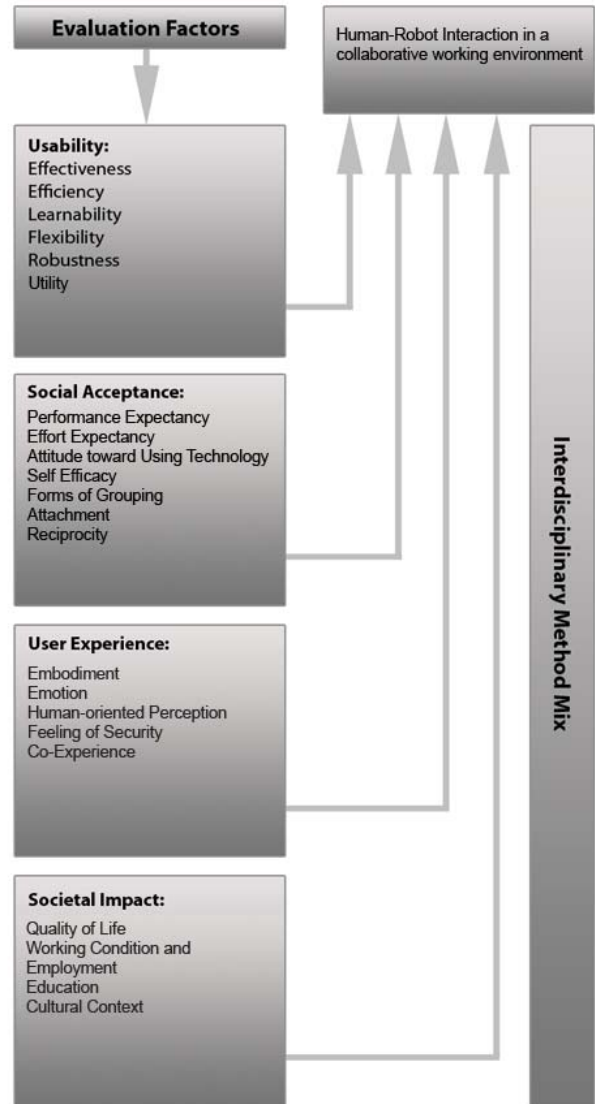 Evaluation Factors
Human-Robot Interaction in a
collaborative working environment
Usability:
Effectiveness
Efficiency
Learnability
Flexibility
Robustness
Utility
Social Acceptance:
Performance Expectancy
Effort Expectancy
Attitude toward Using Technology
Self Efficacy
Forms of Grouping
Attachment
Reciprocity
User Experience:
Embodiment
Emotion
Human-oriented Perception
Feeling of Security
Co-Experience
Societal Impact:
Quality of Life
Working Condition and
Employment
Education
Cultural Context
Interdisciplinary Method Mix